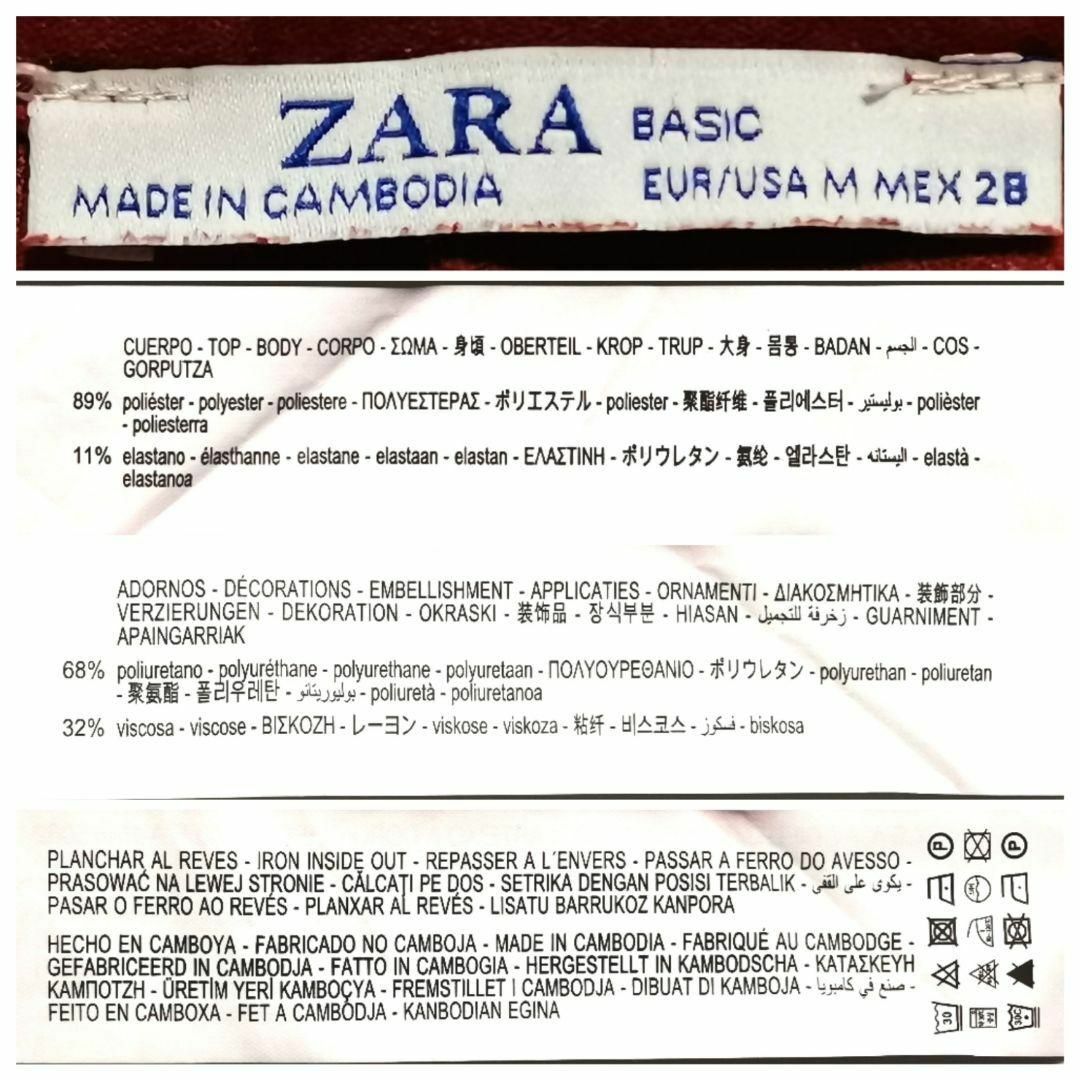 ZARA BASIC
MADE IN CAMBODIA EUR/USA M MEX 28
CUERPO - TOP - BODY - CORPO - ΣΩΜΑ - 身頃 - OBERTEIL - KROP - TRUP - 大身 - 몸통 - BADAN - الجسم - COS -
GORPUTZA
89% poliéster - polyester - poliestere - ΠΟΛΥΕΣΤΕΡΑΣ - ポリエステル - poliester - 聚酯纤维 - 폴리에스터 - بوليستير - polièster
- poliesterra
11% elastano - élasthanne - elastane - elastaan - elastan - ΕΛΑΣΤΙΝΗ - ポリウレタン - 氨纶 - 엘라스탄 - اليستانه - elastà -
elastanoa
ADORNOS - DÉCORATIONS - EMBELLISHMENT - APPLICATIES - ORNAMENTI - ΔΙΑΚΟΣΜΗΤΙΚΑ - 装飾部分 -
VERZIERUNGEN - DEKORATION - OKRASKI - 装饰品 - 장식부분 - HIASAN - زخرفة للتجميل - GUARNIMENT -
APAINGARRIAK
68% poliuretano - polyuréthane - polyurethane - polyuretaan - ΠΟΛΥΟΥΡΕΘΑΝΙΟ - ポリウレタン - polyurethan - poliuretan
- 聚氨酯 - 폴리우레탄 - بوليوريتانو - poliuretà - poliuretanoa
32% viscosa - viscose - ΒΙΣΚΟΖΗ - レーヨン - viskose - viskoza - 粘纤 - 비스코스 - فسكوز - biskosa
PLANCHAR AL REVES - IRON INSIDE OUT - REPASSER A L´ENVERS - PASSAR A FERRO DO AVESSO -
PRASOWAĆ NA LEWEJ STRONIE - CĂLCAŢI PE DOS - SETRIKA DENGAN POSISI TERBALIK - يكوى على القفى -
PASAR O FERRO AO REVÉS - PLANXAR AL REVÉS - LISATU BARRUKOZ KANPORA
HECHO EN CAMBOYA - FABRICADO NO CAMBOJA - MADE IN CAMBODIA - FABRIQUÉ AU CAMBODGE -
GEFABRICEERD IN CAMBODJA - FATTO IN CAMBOGIA - HERGESTELLT IN KAMBODSCHA - ΚΑΤΑΣΚΕΥΗ
ΚΑΜΠΟΤΖΗ - ÜRETİM YERİ KAMBOÇYA - FREMSTILLET I CAMBODJA - DIBUAT DI KAMBOJA - صنع في كامبوديا -
FEITO EN CAMBOXA - FET A CAMBODJA - KANBODIAN EGINA
P P
30 30C